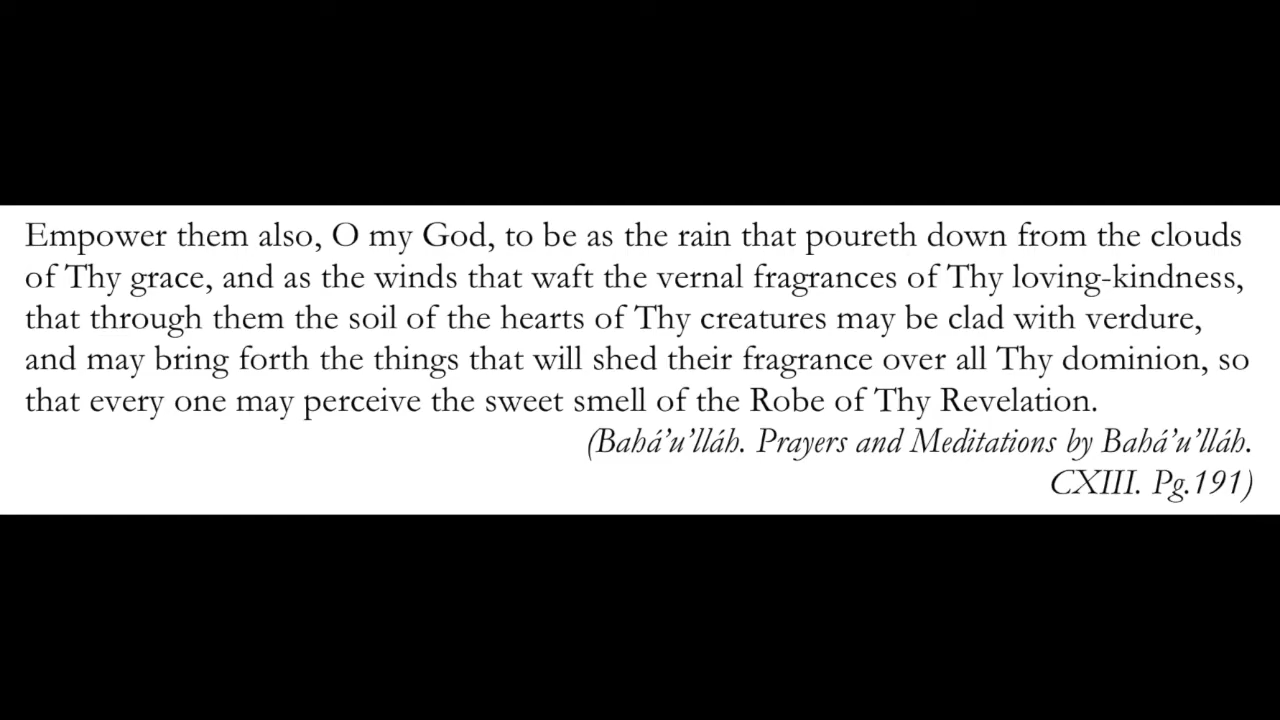 Empower them also, O my God, to be as the rain that poureth down from the clouds
of Thy grace, and as the winds that waft the vernal fragrances of Thy loving-kindness,
that through them the soil of the hearts of Thy creatures may be clad with verdure,
and may bring forth the things that will shed their fragrance over all Thy dominion, so
that every one may perceive the sweet smell of the Robe of Thy Revelation.
(Bahá’u’lláh. Prayers and Meditations by Bahá’u’lláh.
CXIII. Pg.191)